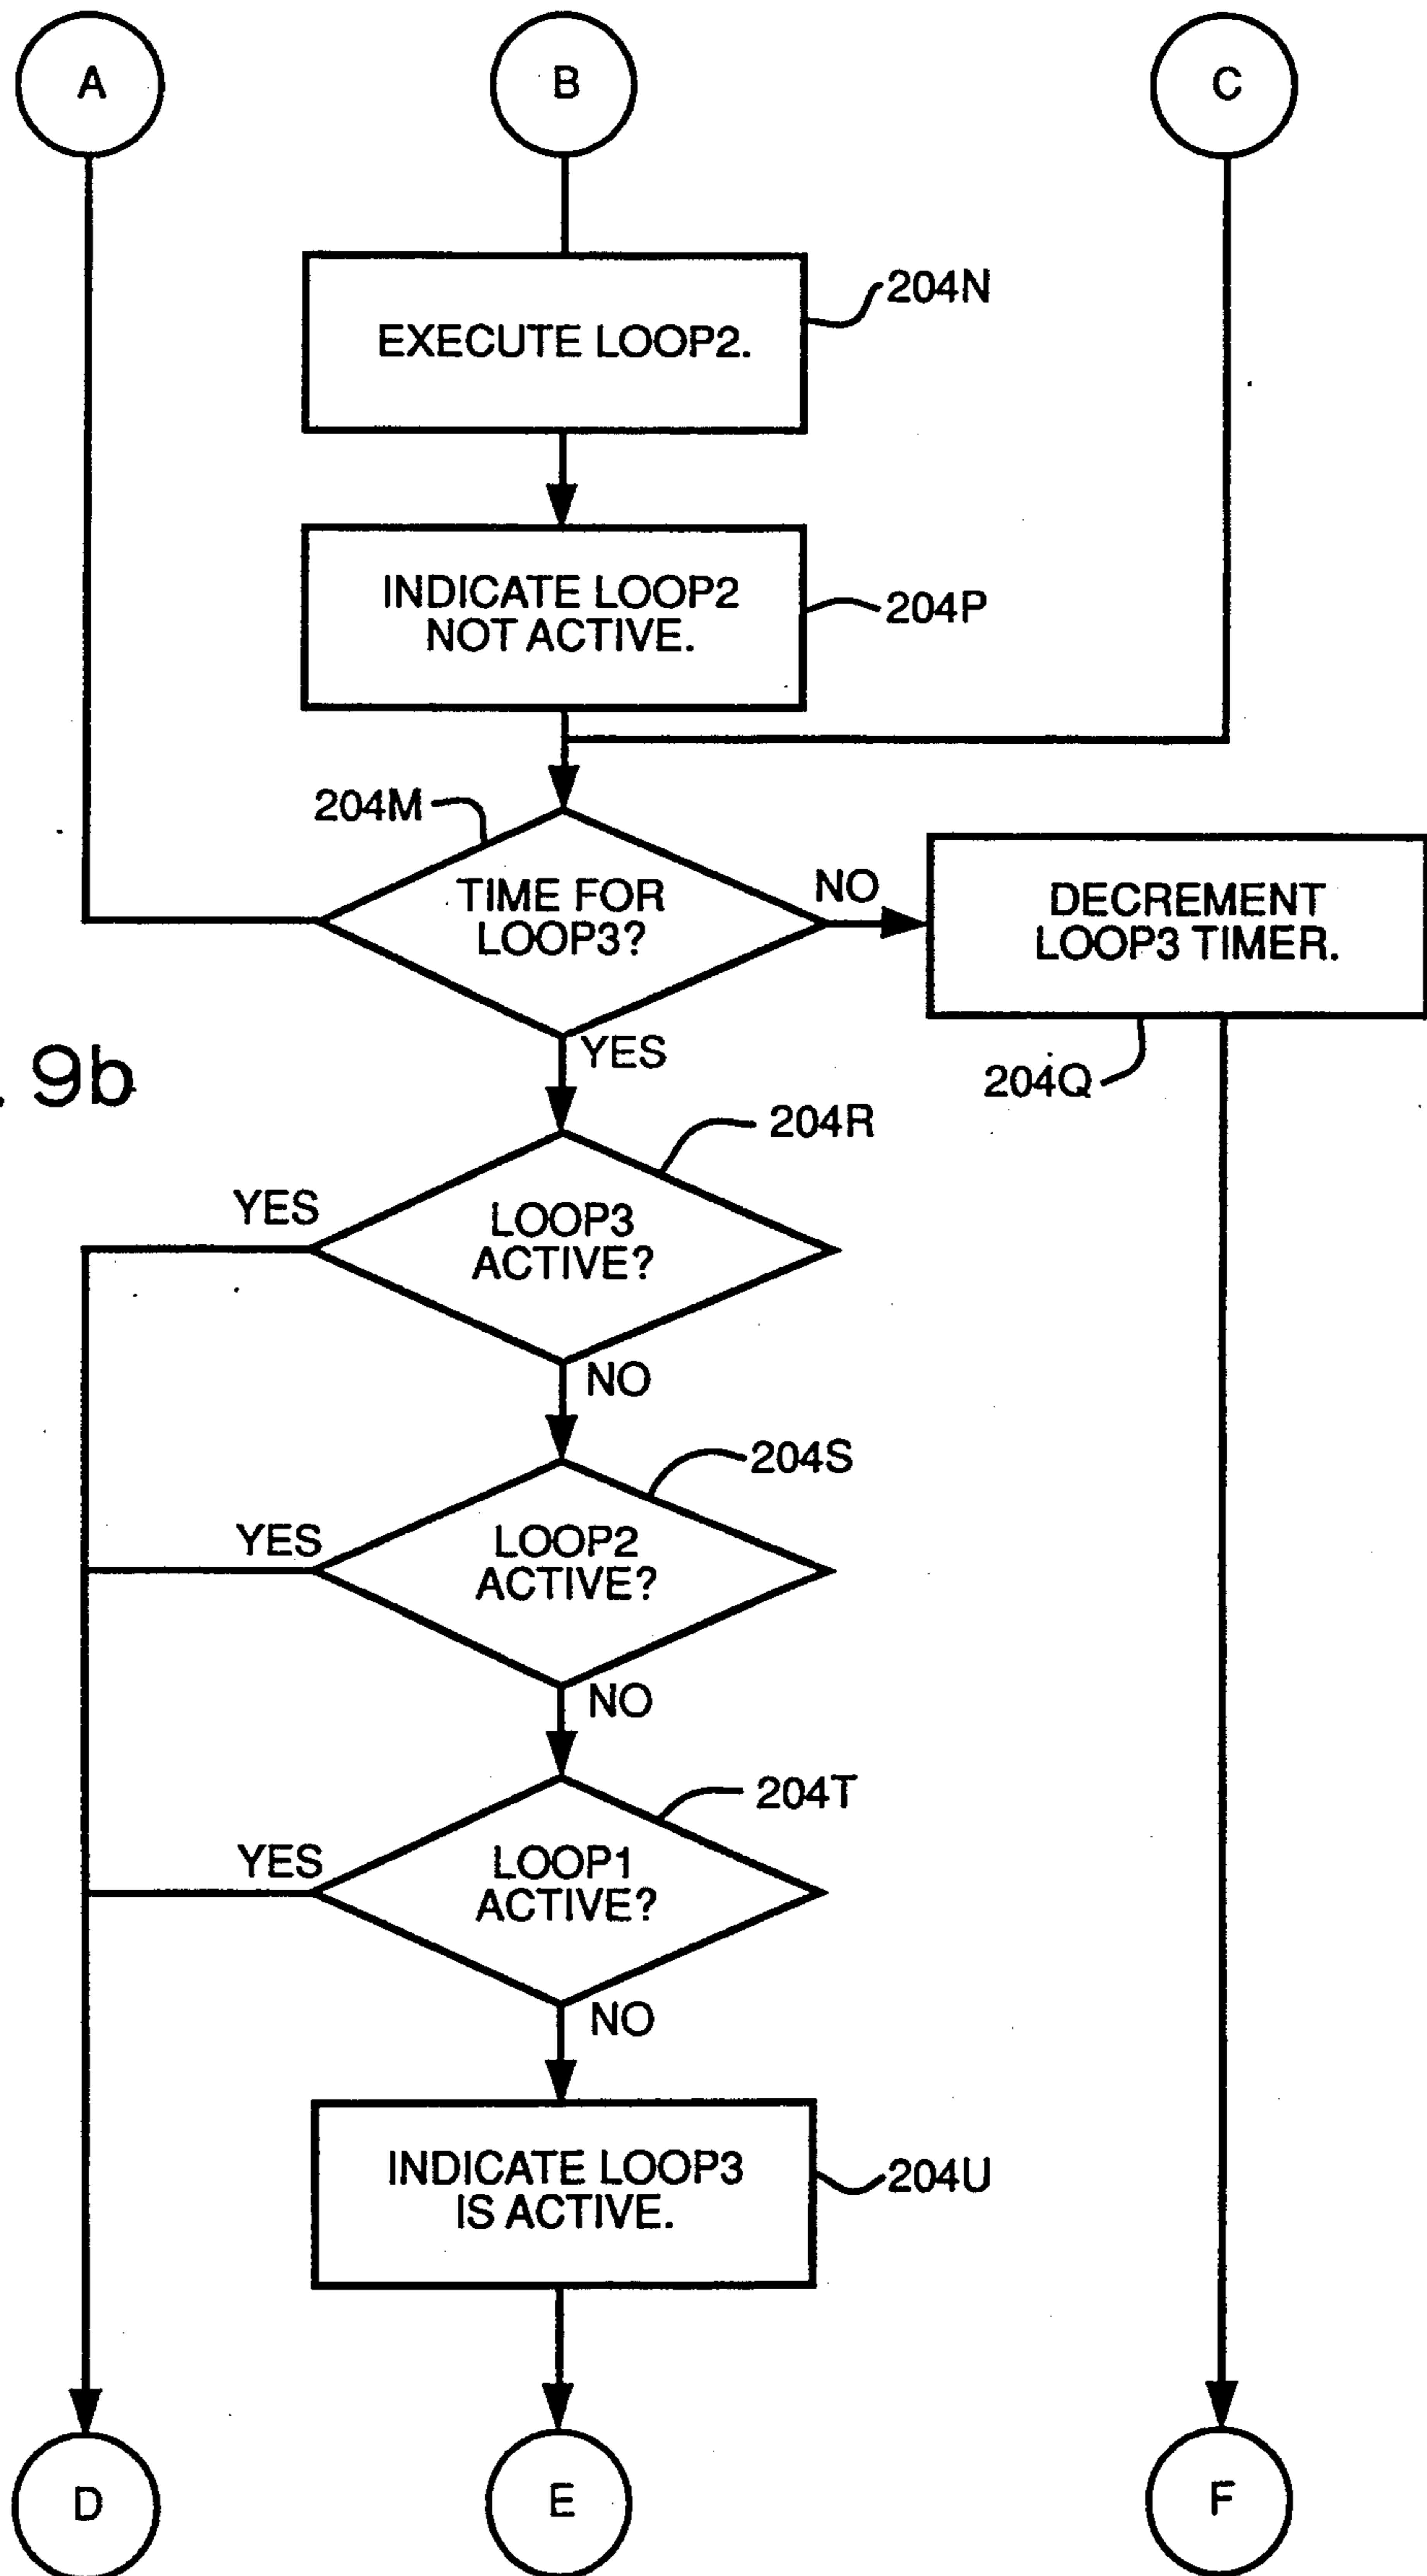 A
B
C
204N
EXECUTE LOOP2.
INDICATE LOOP2
NOT ACTIVE.
204P
204M
TIME FOR
LOOP3?
NO
DECREMENT
LOOP3 TIMER.
YES
204Q
. 9b
204R
YES
LOOP3
ACTIVE?
NO
204S
YES
LOOP2
ACTIVE?
NO
204T
YES
LOOP1
ACTIVE?
NO
INDICATE LOOP3
IS ACTIVE.
204U
D
E
F